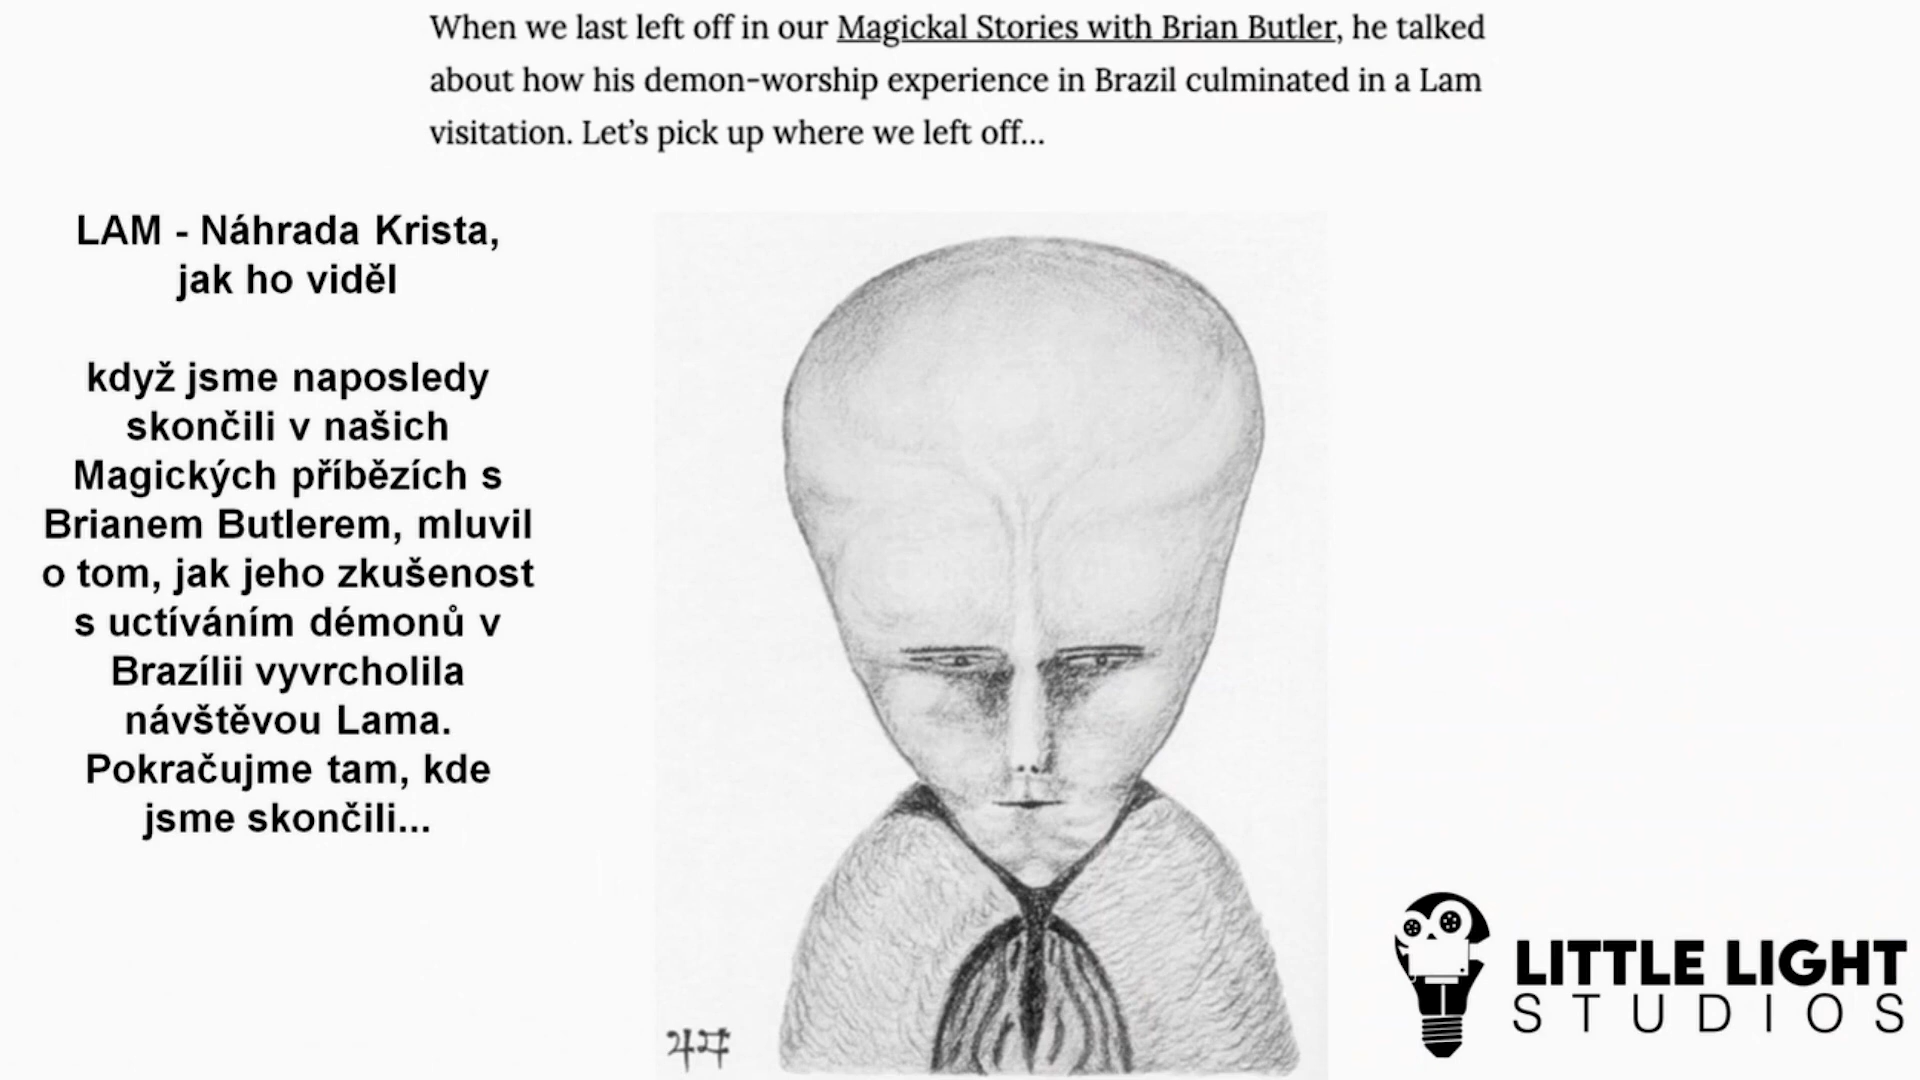 When we last left off in our Magickal Stories with Brian Butler, he talked
about how his demon-worship experience in Brazil culminated in a Lam
visitation. Let's pick up where we left off...
LAM - Náhrada Krista,
jak ho viděl
když jsme naposledy
skončili v našich
Magických příbězích s
Brianem Butlerem, mluvil
o tom, jak jeho zkušenost
s uctíváním démonů v
Brazílii vyvrcholila
návštěvou Lama.
Pokračujme tam, kde
jsme skončili...
LITTLE LIGHT
STUDIOS